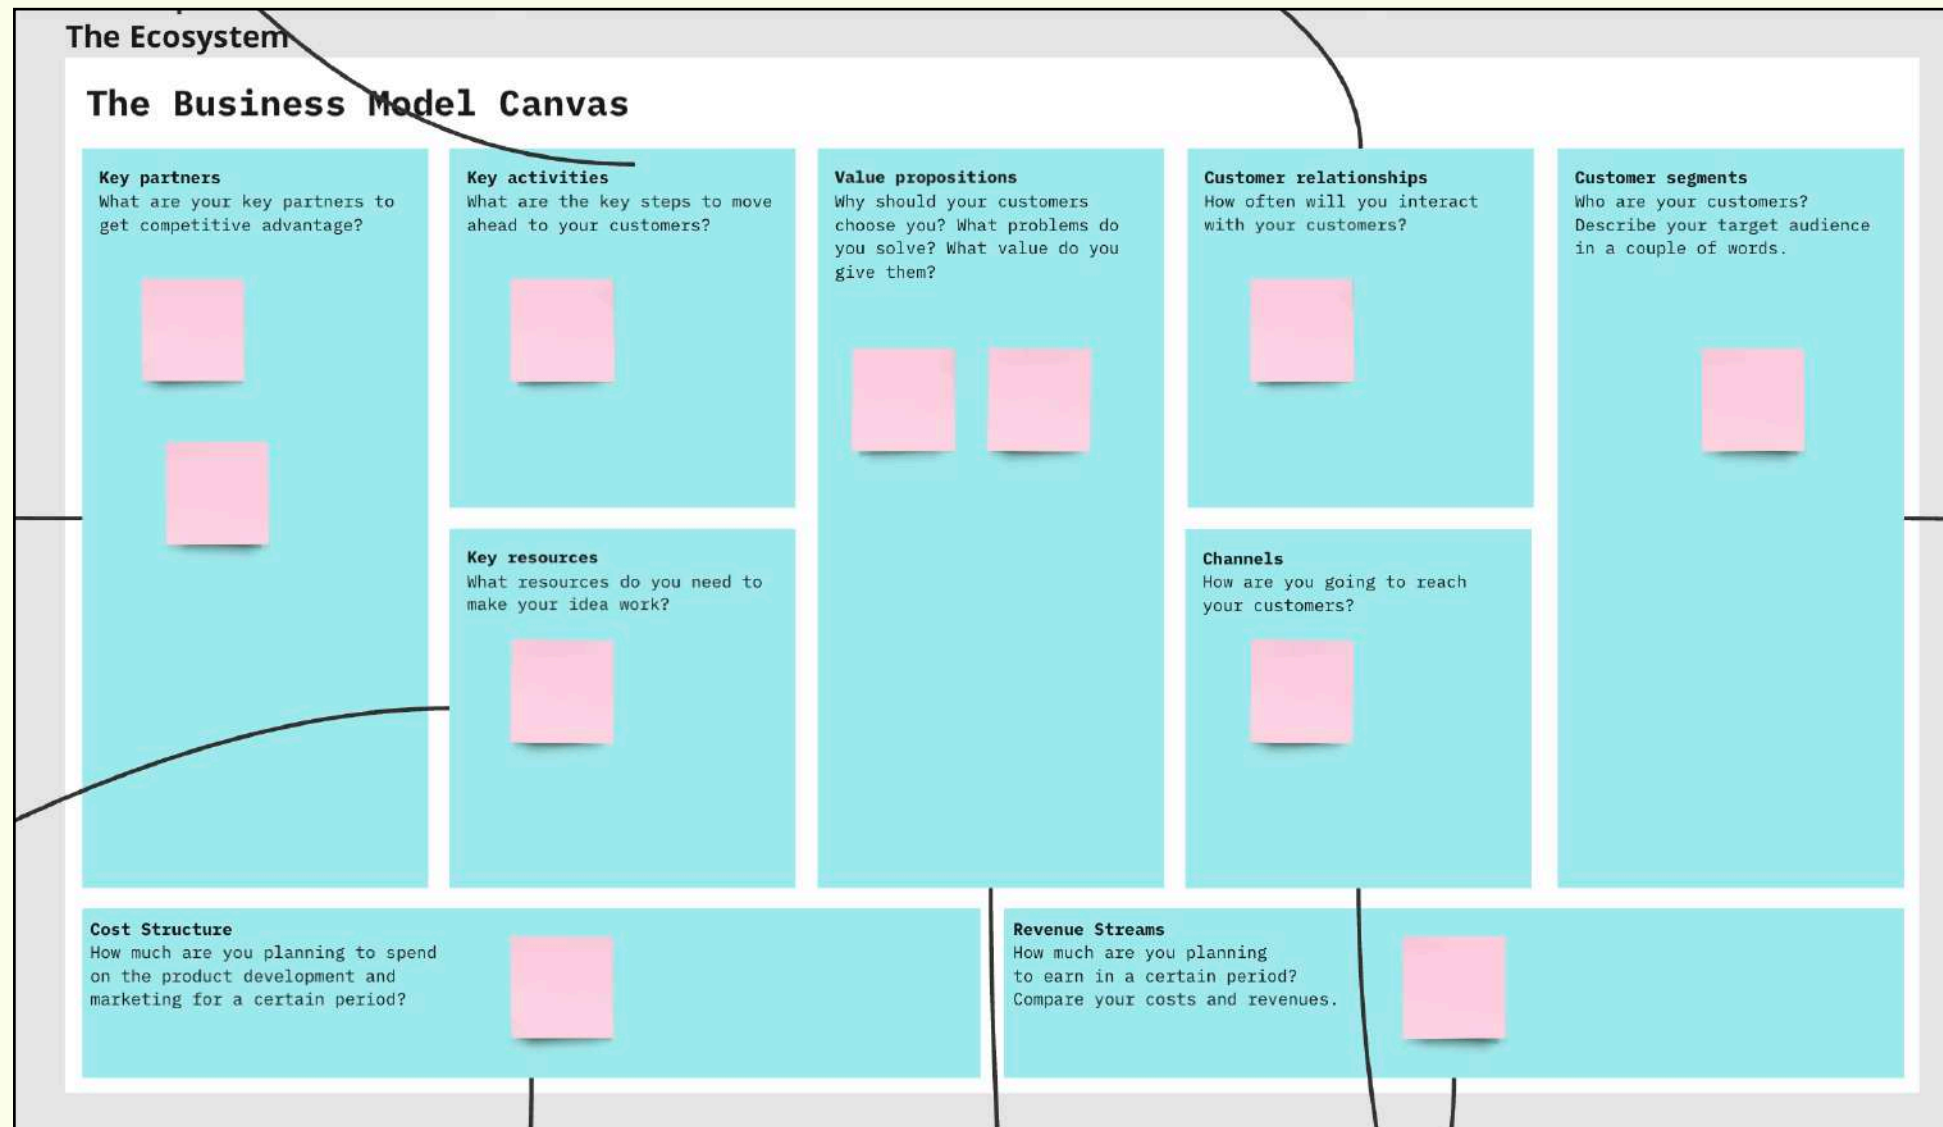 The Ecosystem
The Business Model Canvas
Key partners
What are your key partners to
get competitive advantage?
Key activities
What are the key steps to move
ahead to your customers?
Key resources
What resources do you need to
make your idea work?
Value propositions
Why should your customers
choose you? What problems do
you solve? What value do you
give them?
Customer relationships
How often will you interact
with your customers?
Channels
How are you going to reach
your customers?
Customer segments
Who are your customers?
Describe your target audience
in a couple of words.
Cost Structure
How much are you planning to spend
on the product development and
marketing for a certain period?
Revenue Streams
How much are you planning
to earn in a certain period?
Compare your costs and revenues.